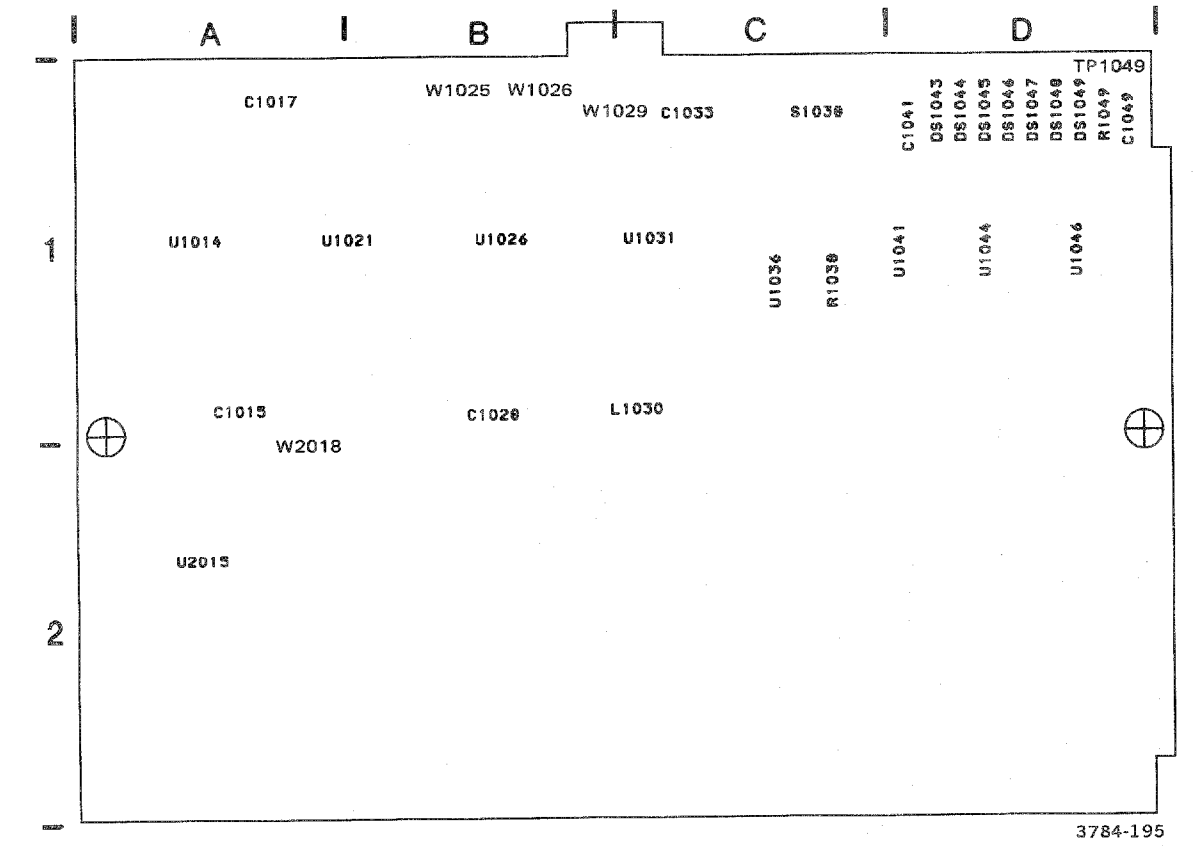 A B C D
TP1049
W1025 W1026
C1017
W1029 C1033 S1038
C1041
DS1043
DS1044
DS1045
DS1046
DS1047
DS1048
DS1049
R1049
C1049
1
U1014 U1021 U1026 U1031
U1036
R1038
U1041
U1044
U1046
C1015 C1028 L1030
W2018
U2015
2
3784-195